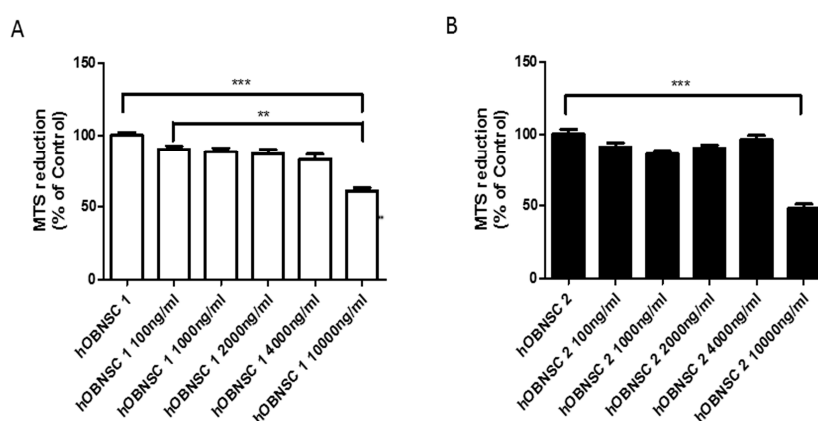 A
150
***
**
100
MTS reduction
(% of Control)
50
**
0
hOBNSC 1
hOBNSC 1 100ng/ml
hOBNSC 1 1000ng/ml
hOBNSC 1 2000ng/ml
hOBNSC 1 4000ng/ml
hOBNSC 1 10000ng/ml
B
150
***
100
MTS reduction
(% of Control)
50
0
hOBNSC 2
hOBNSC 2 100ng/ml
hOBNSC 2 1000ng/ml
hOBNSC 2 2000ng/ml
hOBNSC 2 4000ng/ml
hOBNSC 2 10000ng/ml